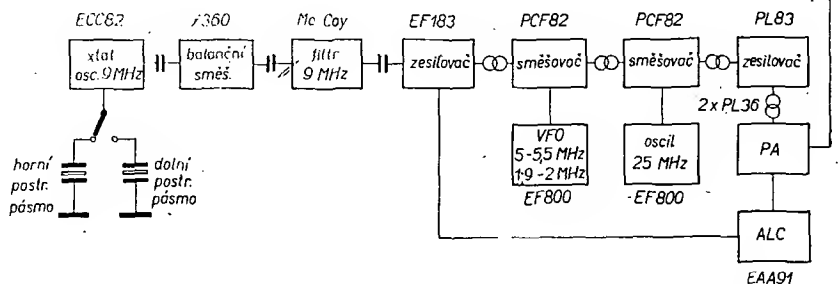 ECC82
7360
Mc Coy
EF183
PCF82
PCF82
PL83
xtal
osc. 9 MHz
balanční
směš.
filtr
9 MHz
zesilovač
směšovač
směšovač
zesilovač
2 x PL36
horní
postr.
pásmo
dolní
postr.
pásmo
VFO
5-5,5 MHz
1·9-2 MHz
EF800
oscil
25 MHz
EF800
PA
ALC
EAA91